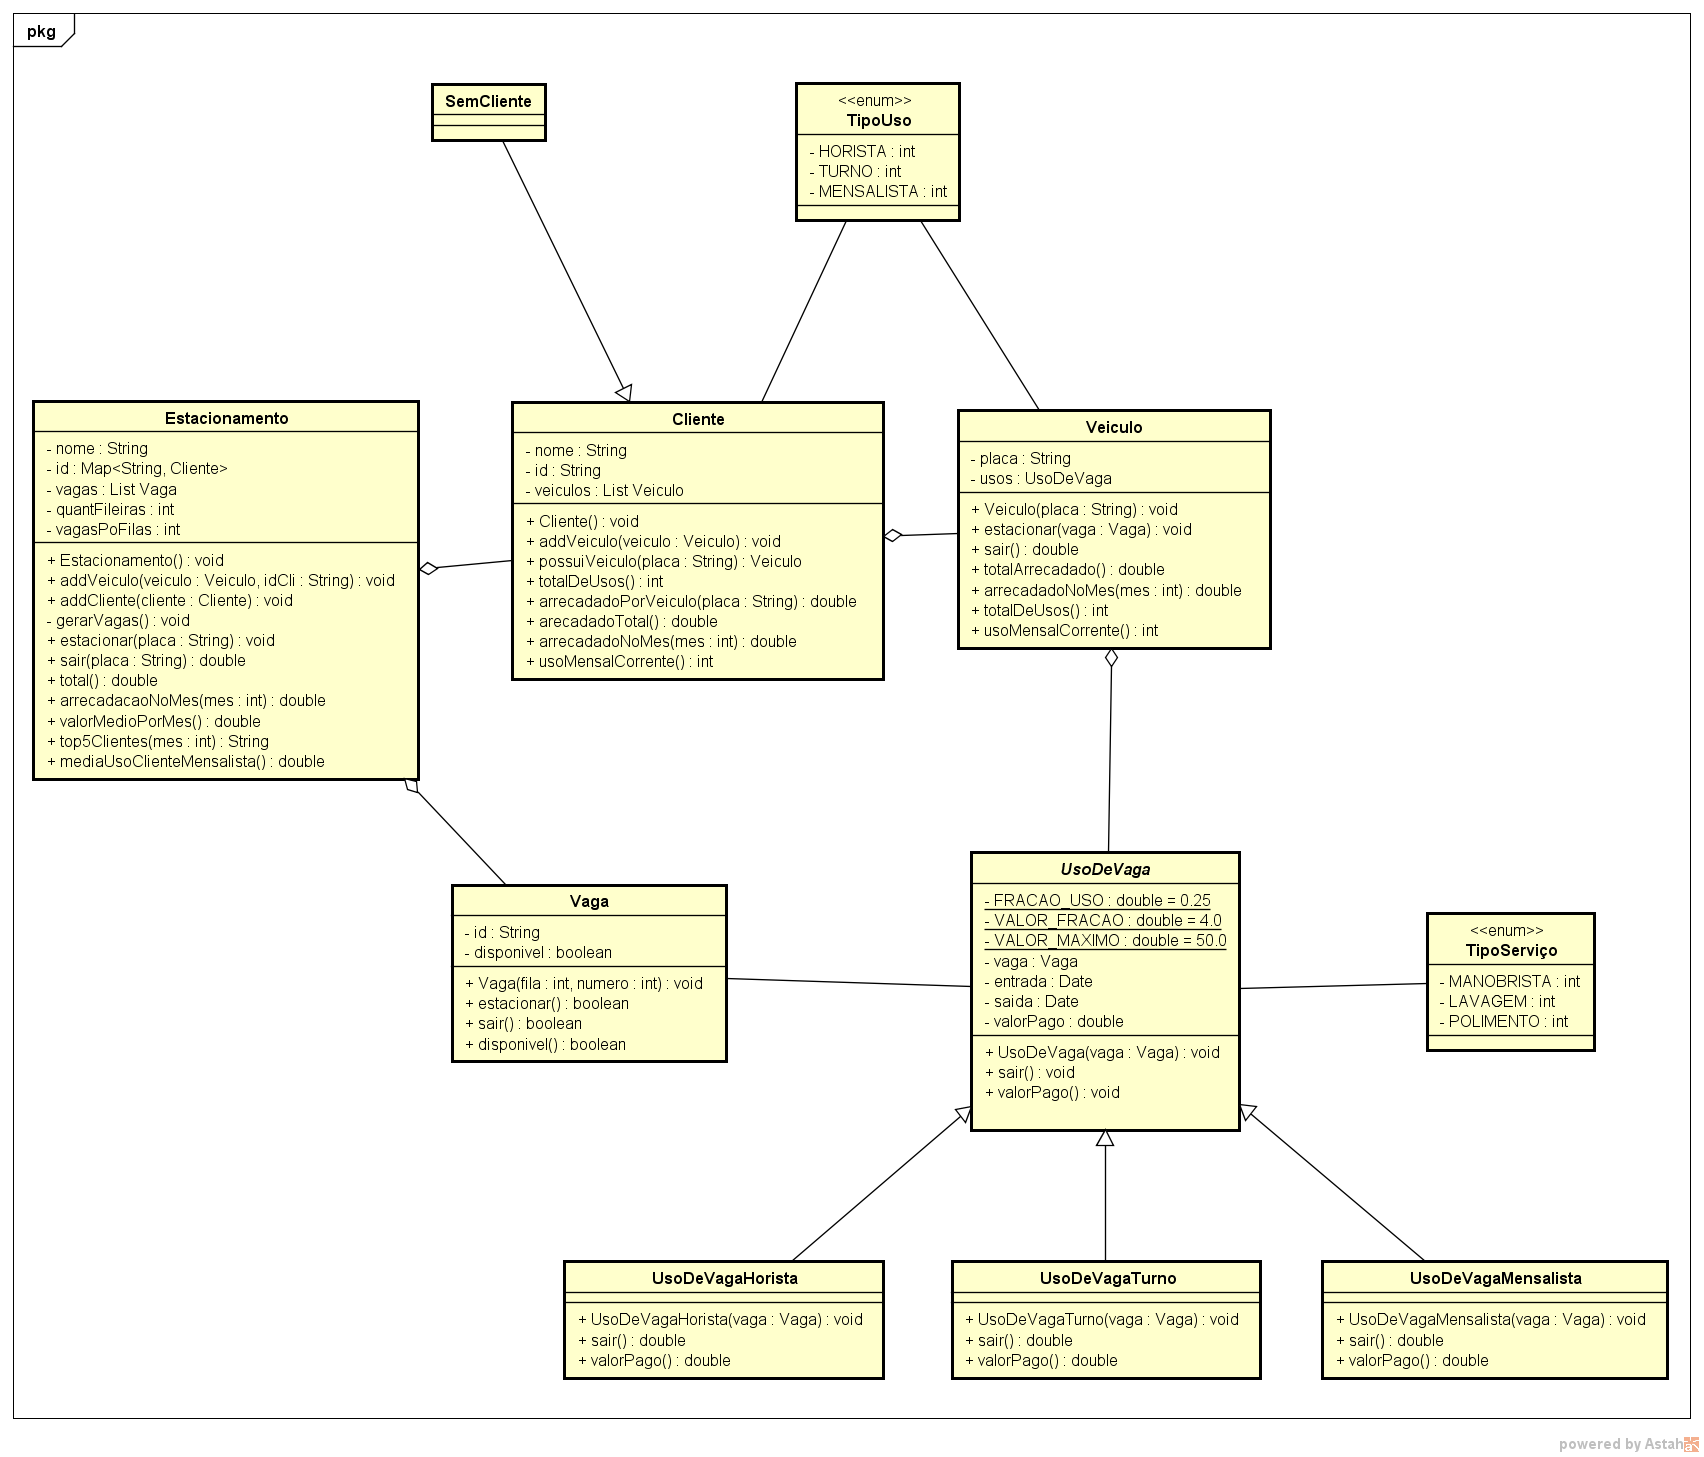 pkg
SemCliente
<<enum>>
TipoUso
- HORISTA : int
- TURNO : int
- MENSALISTA : int
Estacionamento
- nome : String
- id : Map<String, Cliente>
- vagas : List Vaga
- quantFileiras : int
- vagasPoFilas : int
+ Estacionamento() : void
+ addVeiculo(veiculo : Veiculo, idCli : String) : void
+ addCliente(cliente : Cliente) : void
- gerarVagas() : void
+ estacionar(placa : String) : void
+ sair(placa : String) : double
+ total() : double
+ arrecadacaoNoMes(mes : int) : double
+ valorMedioPorMes() : double
+ top5Clientes(mes : int) : String
+ mediaUsoClienteMensalista() : double
Cliente
- nome : String
- id : String
- veiculos : List Veiculo
+ Cliente() : void
+ addVeiculo(veiculo : Veiculo) : void
+ possuiVeiculo(placa : String) : Veiculo
+ totalDeUsos() : int
+ arrecadadoPorVeiculo(placa : String) : double
+ arecadadoTotal() : double
+ arrecadadoNoMes(mes : int) : double
+ usoMensalCorrente() : int
Veiculo
- placa : String
- usos : UsoDeVaga
+ Veiculo(placa : String) : void
+ estacionar(vaga : Vaga) : void
+ sair() : double
+ totalArrecadado() : double
+ arrecadadoNoMes(mes : int) : double
+ totalDeUsos() : int
+ usoMensalCorrente() : int
Vaga
- id : String
- disponivel : boolean
+ Vaga(fila : int, numero : int) : void
+ estacionar() : boolean
+ sair() : boolean
+ disponivel() : boolean
UsoDeVaga
- FRACAO_USO : double = 0.25
- VALOR_FRACAO : double = 4.0
- VALOR_MAXIMO : double = 50.0
- vaga : Vaga
- entrada : Date
- saida : Date
- valorPago : double
+ UsoDeVaga(vaga : Vaga) : void
+ sair() : void
+ valorPago() : void
<<enum>>
TipoServiço
- MANOBRISTA : int
- LAVAGEM : int
- POLIMENTO : int
UsoDeVagaHorista
+ UsoDeVagaHorista(vaga : Vaga) : void
+ sair() : double
+ valorPago() : double
UsoDeVagaTurno
+ UsoDeVagaTurno(vaga : Vaga) : void
+ sair() : double
+ valorPago() : double
UsoDeVagaMensalista
+ UsoDeVagaMensalista(vaga : Vaga) : void
+ sair() : double
+ valorPago() : double
powered by Astah